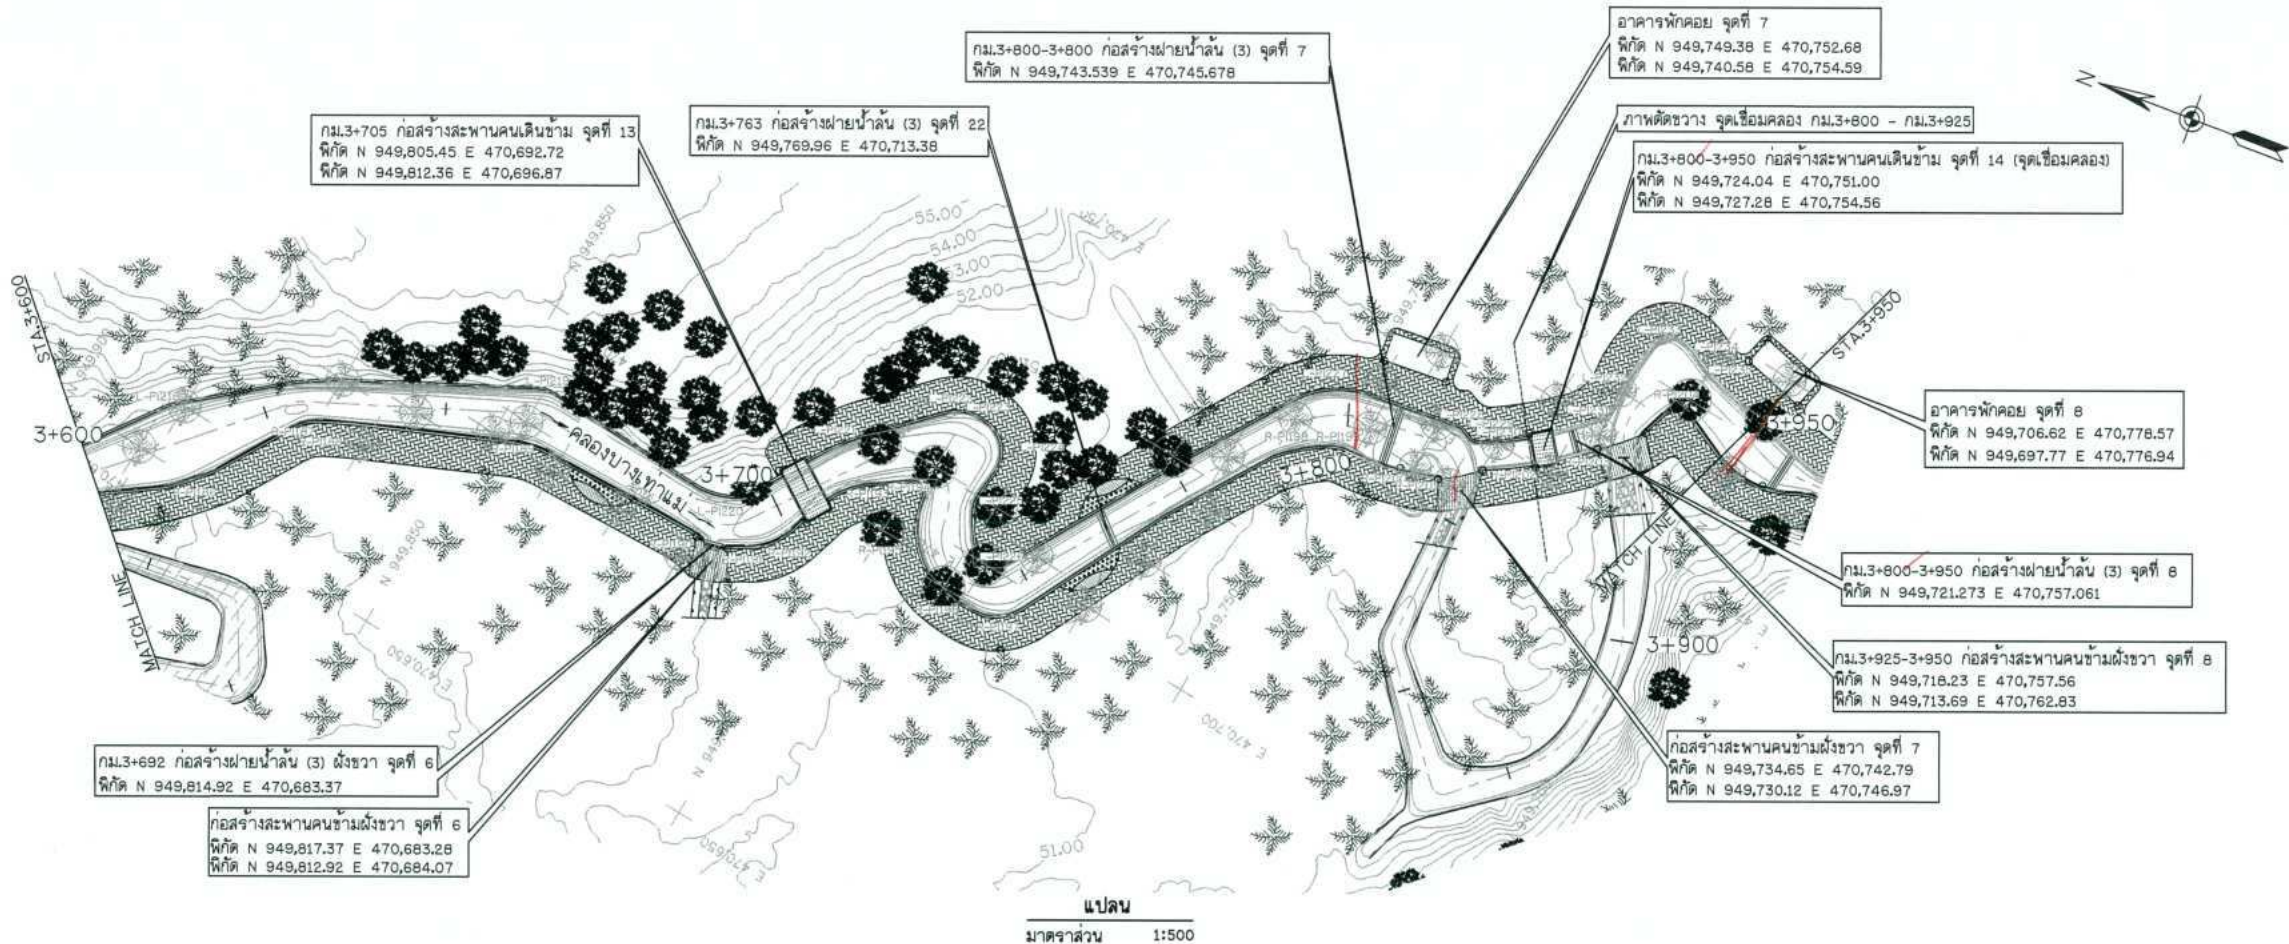 อาคารพักคอย จุดที่ 7
พิกัด N 949,749.38 E 470,752.68
พิกัด N 949,740.58 E 470,754.59
กม.3+800-3+800 ก่อสร้างฝายน้ำล้น (3) จุดที่ 7
พิกัด N 949,743.539 E 470,745.678
N
กม.3+705 ก่อสร้างสะพานคนเดินข้าม จุดที่ 13
พิกัด N 949,805.45 E 470,692.72
พิกัด N 949,812.36 E 470,696.87
กม.3+763 ก่อสร้างฝายน้ำล้น (3) จุดที่ 22
พิกัด N 949,769.96 E 470,713.38
ภาพตัดขวาง จุดเชื่อมคลอง กม.3+800 - กม.3+925
กม.3+800-3+950 ก่อสร้างสะพานคนเดินข้าม จุดที่ 14 (จุดเชื่อมคลอง)
พิกัด N 949,724.04 E 470,751.00
พิกัด N 949,727.28 E 470,754.56
55.00
54.00
53.00
52.00
E 470,750
N 949,850
STA.3+600
N 949,900
STA.3+950
3+600
คลองบางเทาแม่
3+700
L-PI220
3+800
3+950
อาคารพักคอย จุดที่ 8
พิกัด N 949,706.62 E 470,778.57
พิกัด N 949,697.77 E 470,776.94
MATCH LINE
N 949,850
E 470,650
N 949,750
MATCH LINE
กม.3+800-3+950 ก่อสร้างฝายน้ำล้น (3) จุดที่ 8
พิกัด N 949,721.273 E 470,757.061
3+900
กม.3+925-3+950 ก่อสร้างสะพานคนข้ามฝั่งขวา จุดที่ 8
พิกัด N 949,718.23 E 470,757.56
พิกัด N 949,713.69 E 470,762.83
E 470,700
กม.3+692 ก่อสร้างฝายน้ำล้น (3) ฝั่งขวา จุดที่ 6
พิกัด N 949,814.92 E 470,683.37
ก่อสร้างสะพานคนข้ามฝั่งขวา จุดที่ 7
พิกัด N 949,734.65 E 470,742.79
พิกัด N 949,730.12 E 470,746.97
ก่อสร้างสะพานคนข้ามฝั่งขวา จุดที่ 6
พิกัด N 949,817.37 E 470,683.28
พิกัด N 949,812.92 E 470,684.07
E 470,650
51.00
แปลน
มาตราส่วน 1:500